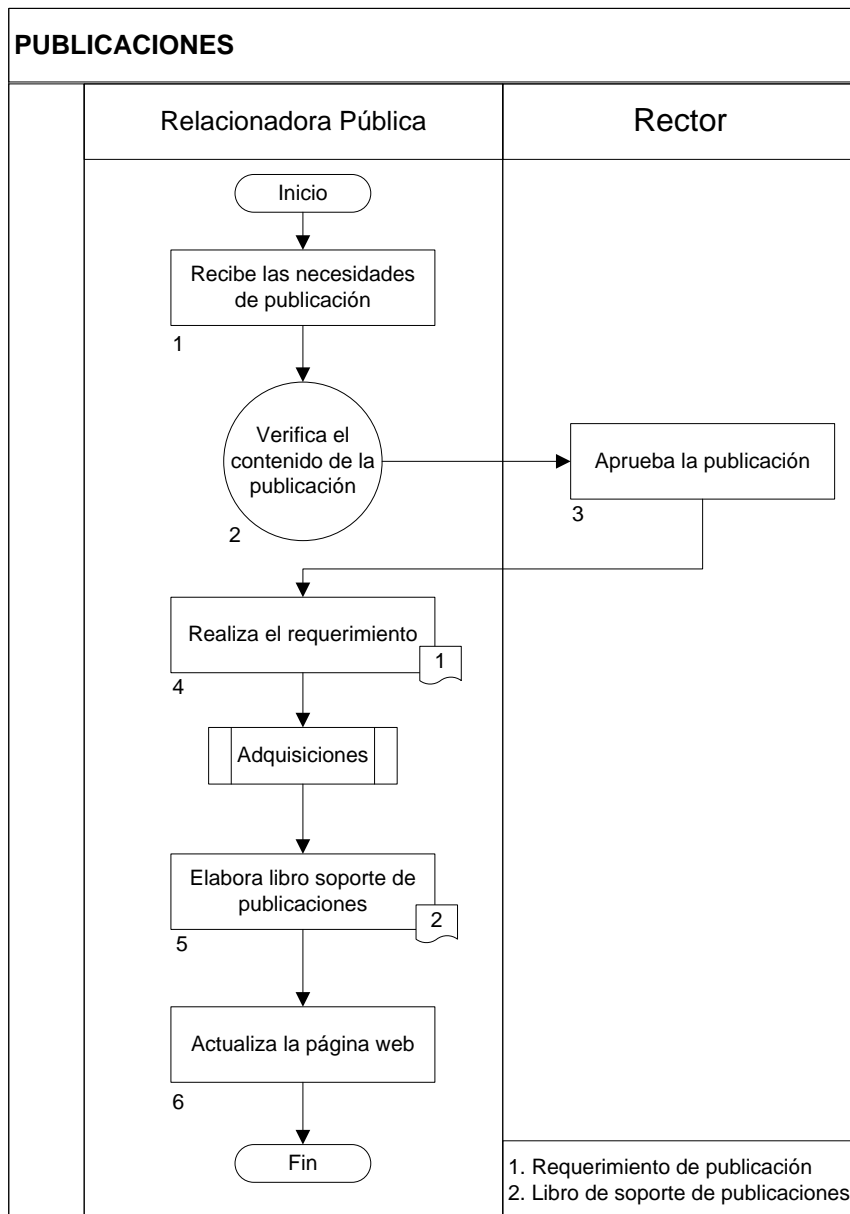 PUBLICACIONES
Relacionadora Pública
Rector
Inicio
Recibe las necesidades
de publicación
1
Verifica el
contenido de la
publicación
2
Aprueba la publicación
3
Realiza el requerimiento
1
4
Adquisiciones
Elabora libro soporte de
publicaciones
2
5
Actualiza la página web
6
Fin
1. Requerimiento de publicación
2. Libro de soporte de publicaciones